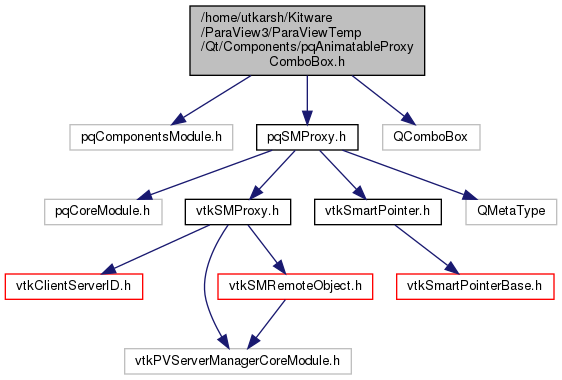 /home/utkarsh/Kitware
/ParaView3/ParaViewTemp
/Qt/Components/pqAnimatableProxy
ComboBox.h
pqComponentsModule.h
pqSMProxy.h
QComboBox
pqCoreModule.h
vtkSMProxy.h
vtkSmartPointer.h
QMetaType
vtkClientServerID.h
vtkSMRemoteObject.h
vtkSmartPointerBase.h
vtkPVServerManagerCoreModule.h